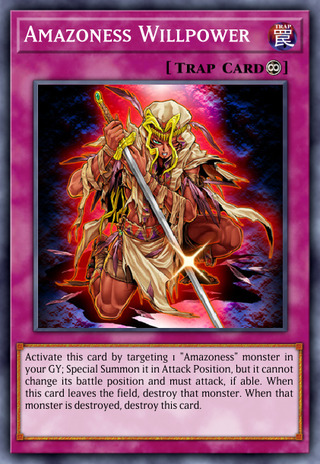 Amazoness Willpower
TRAP
罠
[Trap Card]
Activate this card by targeting 1 "Amazoness" monster in
your GY; Special Summon it in Attack Position, but it cannot
change its battle position and must attack, if able. When
this card leaves the field, destroy that monster. When that
monster is destroyed, destroy this card.